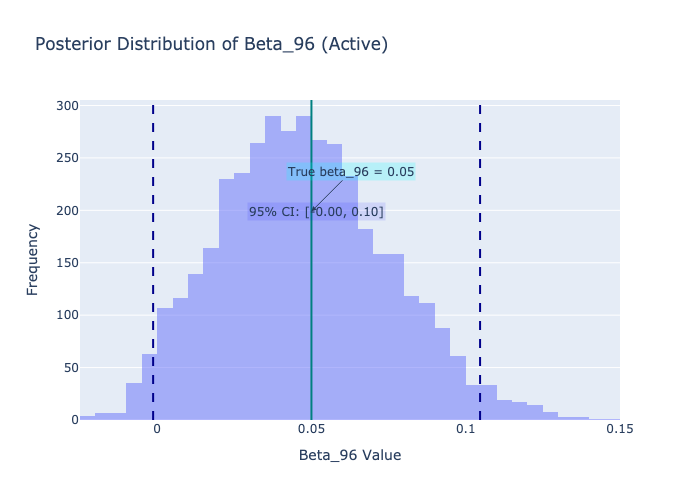 Posterior Distribution of Beta_96 (Active)
300
250
200
150
100
50
0
Frequency
True beta_96 = 0.05
95% CI: [-0.00, 0.10]
0
0.05
0.1
0.15
Beta_96 Value